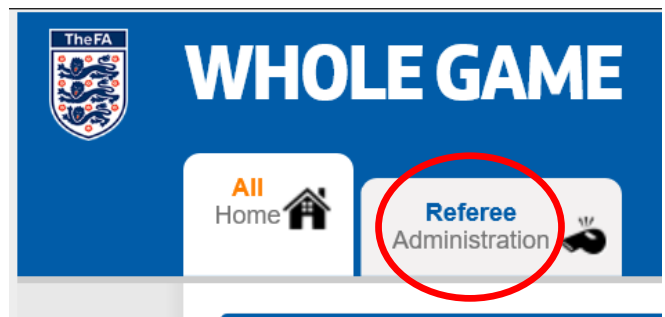 TheFA
WHOLE GAME
All
Home
Referee
Administration